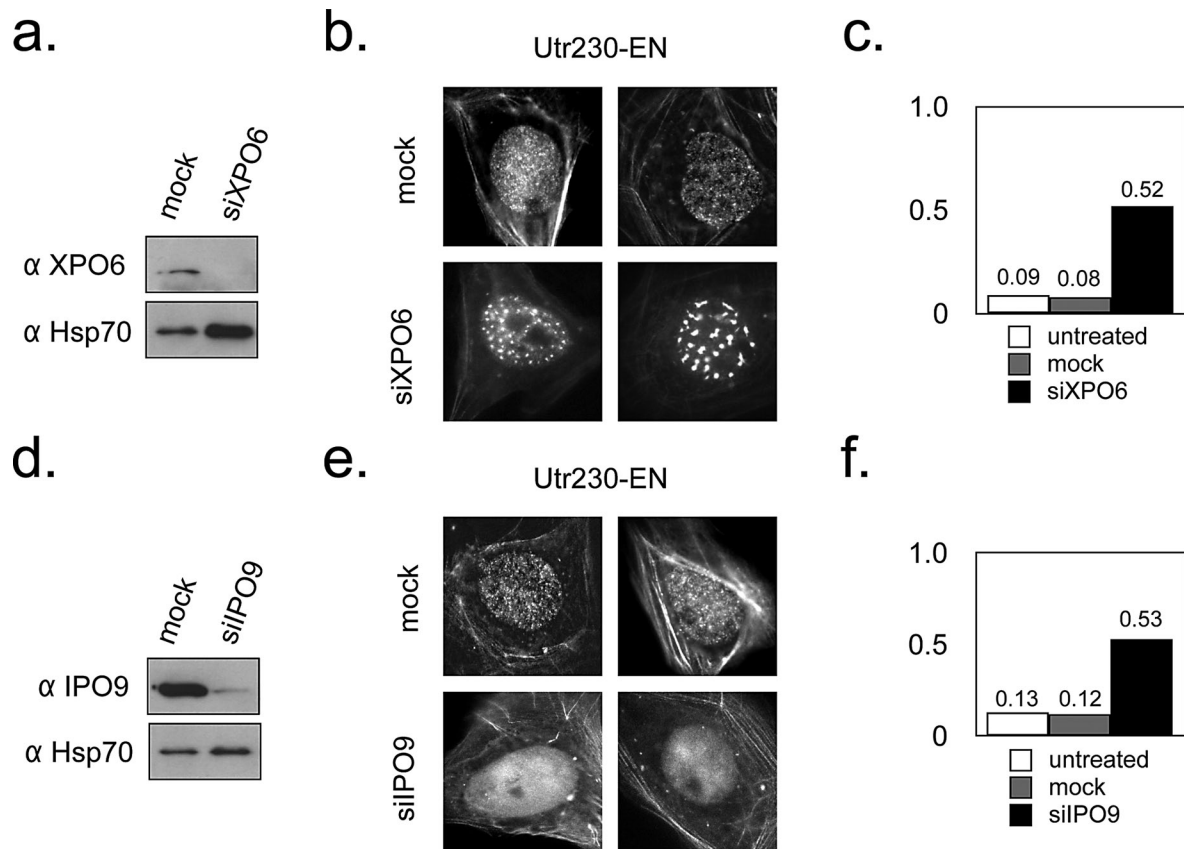 a.
mock
siXPO6
α XPO6
α Hsp70
b.
Utr230-EN
mock
siXPO6
c.
1.0
0.5
0
0.09
0.08
0.52
untreated
mock
siXPO6
d.
mock
siIPO9
α IPO9
α Hsp70
e.
Utr230-EN
mock
siIPO9
f.
1.0
0.5
0
0.13
0.12
0.53
untreated
mock
siIPO9